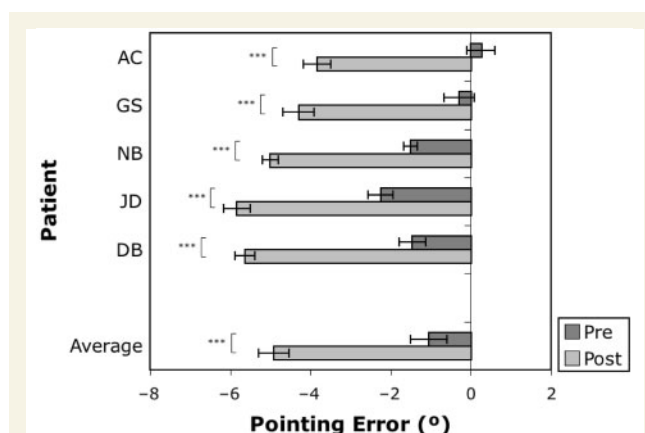 AC
***
GS
***
NB
***
JD
***
DB
***
Average
***
Patient
Pre
Post
−8 −6 −4 −2 0 2
Pointing Error (º)